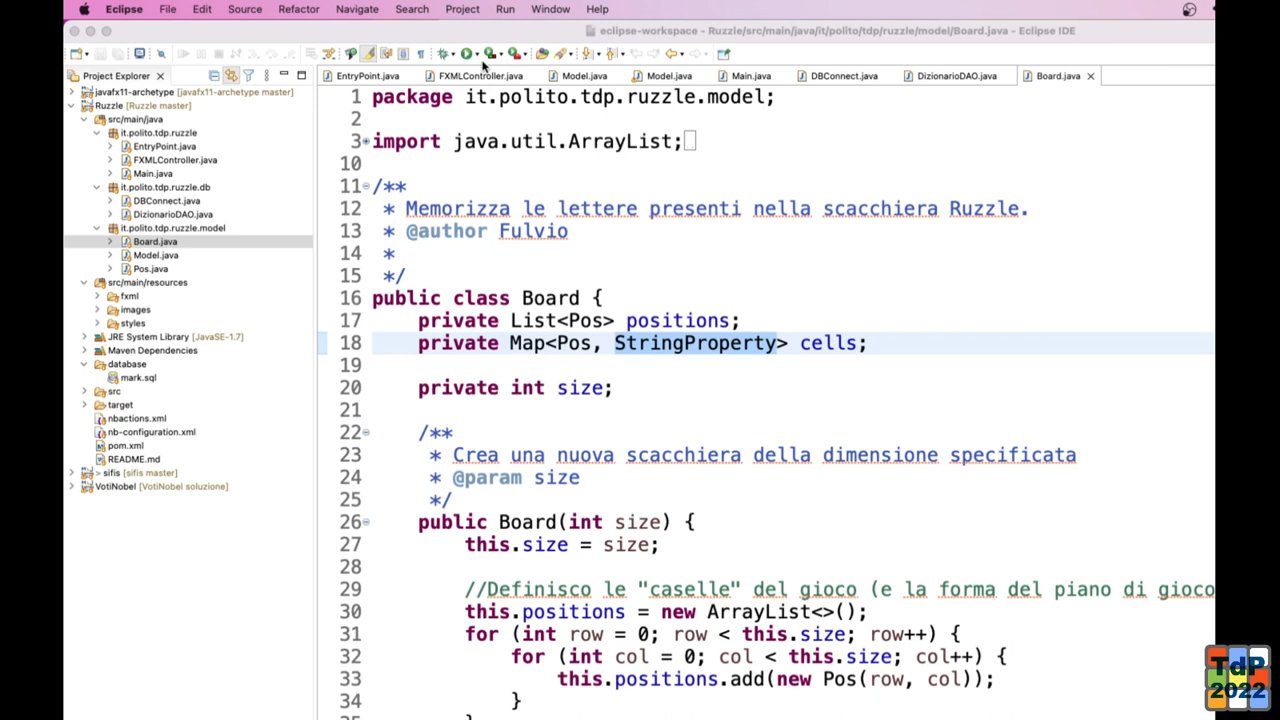 Eclipse File Edit Source Refactor Navigate Search Project Run Window Help
eclipse-workspace - Ruzzle/src/main/java/it/polito/tdp/ruzzle/model/Board.java - Eclipse IDE
Project Explorer
EntryPoint.java FXMLController.java Model.java Model.java Main.java DBConnect.java DizionarioDAO.java Board.java
javafx11-archetype [javafx11-archetype master]
Ruzzle [Ruzzle master]
src/main/java
it.polito.tdp.ruzzle
EntryPoint.java
FXMLController.java
Main.java
it.polito.tdp.ruzzle.db
DBConnect.java
DizionarioDAO.java
it.polito.tdp.ruzzle.model
Board.java
Model.java
Pos.java
src/main/resources
fxml
images
styles
JRE System Library [JavaSE-1.7]
Maven Dependencies
database
mark.sql
src
target
nbactions.xml
nb-configuration.xml
pom.xml
README.md
> sifis [sifis master]
VotiNobel [VotiNobel soluzione]
1 package it.polito.tdp.ruzzle.model;
2
3 import java.util.ArrayList;
10
11 /**
12 * Memorizza le lettere presenti nella scacchiera Ruzzle.
13 * @author Fulvio
14 *
15 */
16 public class Board {
17 private List<Pos> positions;
18 private Map<Pos, StringProperty> cells;
19
20 private int size;
21
22 /**
23 * Crea una nuova scacchiera della dimensione specificata
24 * @param size
25 */
26 public Board(int size) {
27 this.size = size;
28
29 //Definisco le "caselle" del gioco (e la forma del piano di gioco
30 this.positions = new ArrayList<>();
31 for (int row = 0; row < this.size; row++) {
32 for (int col = 0; col < this.size; col++) {
33 this.positions.add(new Pos(row, col));
34 }
TdP
2022